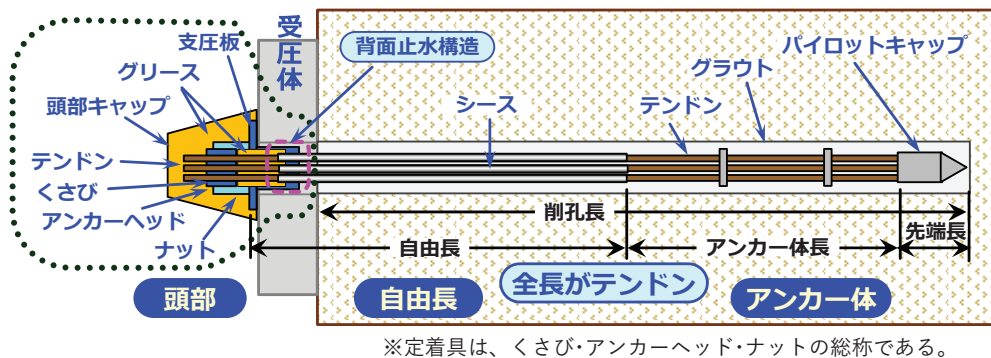 受圧体
支圧板
グリース
頭部キャップ
テンドン
くさび
アンカーヘッド
ナット
背面止水構造
シース
テンドン
グラウト
パイロットキャップ
削孔長
自由長
アンカー体長
先端長
全長がテンドン
頭部
自由長
アンカー体
※定着具は、くさび・アンカーヘッド・ナットの総称である。